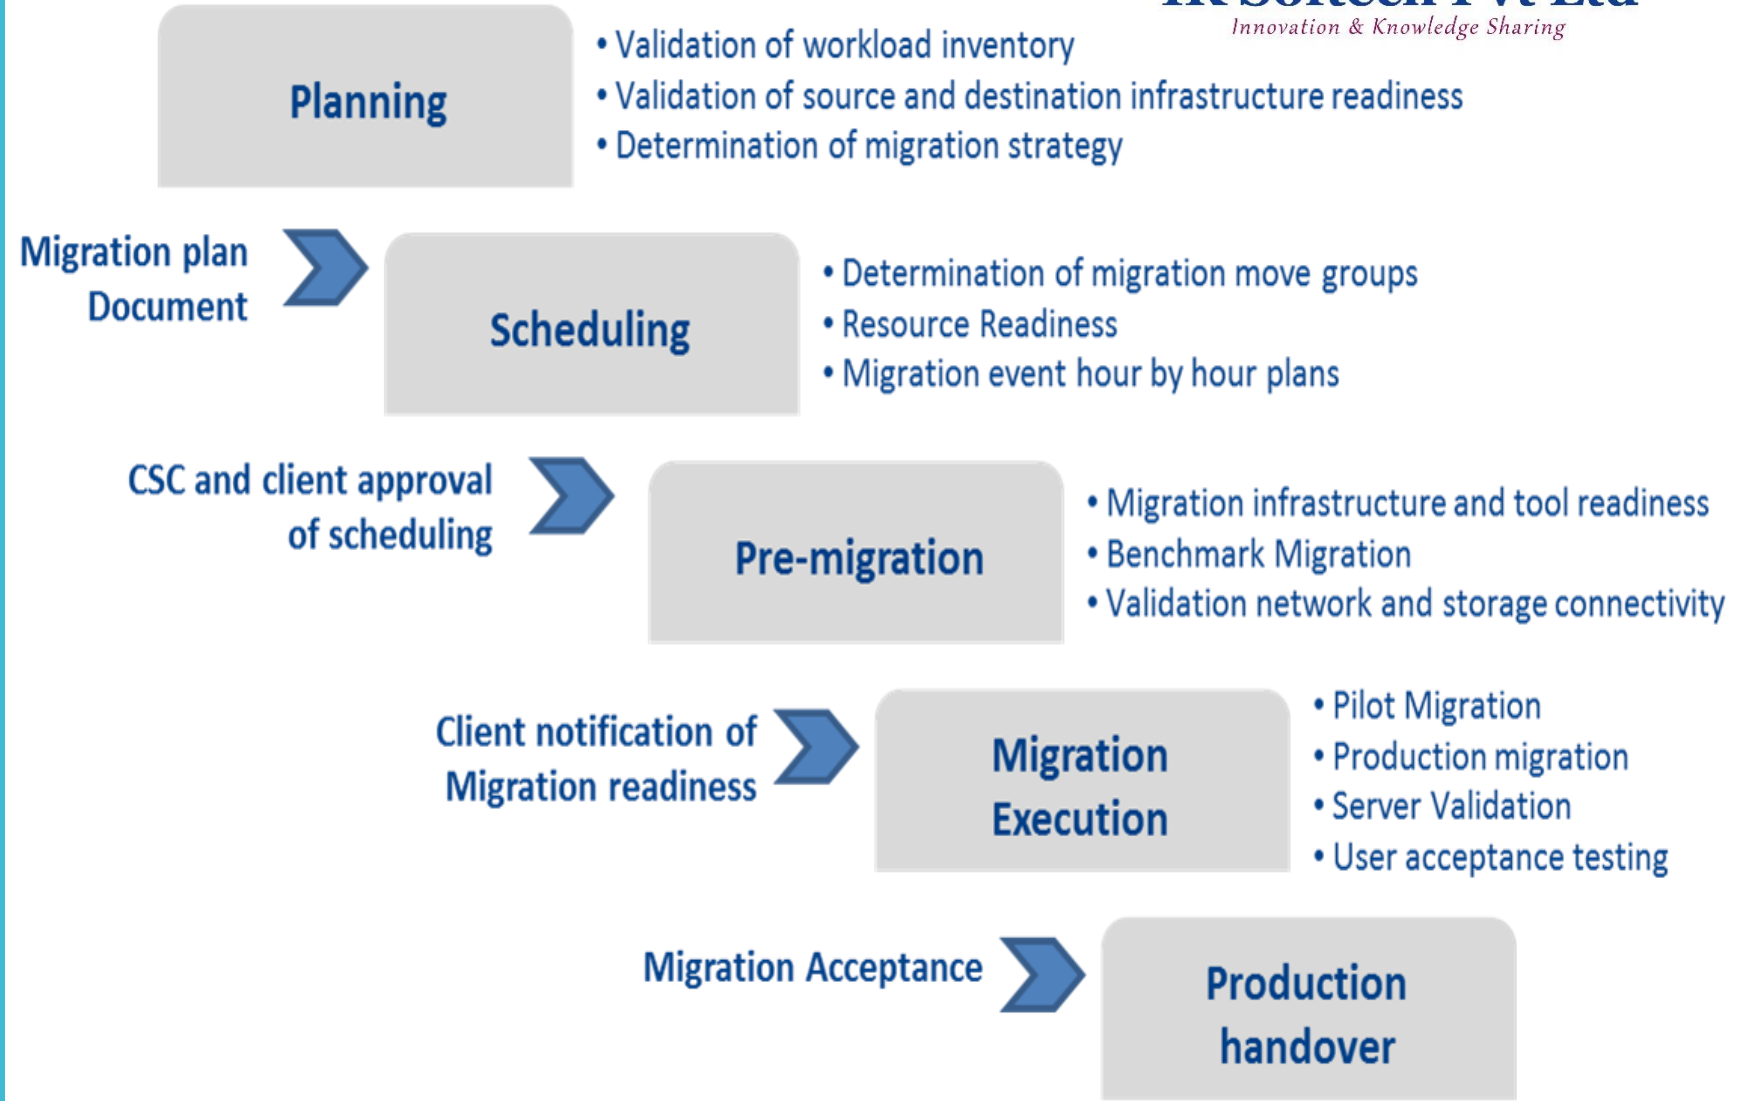 Innovation & Knowledge Sharing
Planning
• Validation of workload inventory
• Validation of source and destination infrastructure readiness
• Determination of migration strategy
Migration plan
Document
Scheduling
• Determination of migration move groups
• Resource Readiness
• Migration event hour by hour plans
CSC and client approval
of scheduling
Pre-migration
• Migration infrastructure and tool readiness
• Benchmark Migration
• Validation network and storage connectivity
Client notification of
Migration readiness
Migration
Execution
• Pilot Migration
• Production migration
• Server Validation
• User acceptance testing
Migration Acceptance
Production
handover